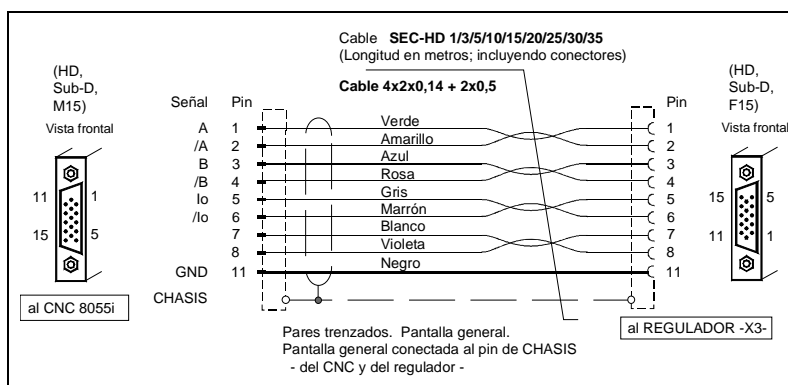 Cable SEC-HD 1/3/5/10/15/20/25/30/35
(Longitud en metros; incluyendo conectores)
Cable 4x2x0,14 + 2x0,5
(HD,
Sub-D,
M15)
Vista frontal
11 1
15 5
al CNC 8055i
Señal Pin
A 1 Verde 1
/A 2 Amarillo 2
B 3 Azul 3
/B 4 Rosa 4
Io 5 Gris 5
/Io 6 Marrón 6
7 Blanco 7
8 Violeta 8
GND 11 Negro 11
CHASIS
Pin
(HD,
Sub-D,
F15)
Vista frontal
15 5
11 1
al REGULADOR -X3-
Pares trenzados. Pantalla general.
Pantalla general conectada al pin de CHASIS
- del CNC y del regulador -